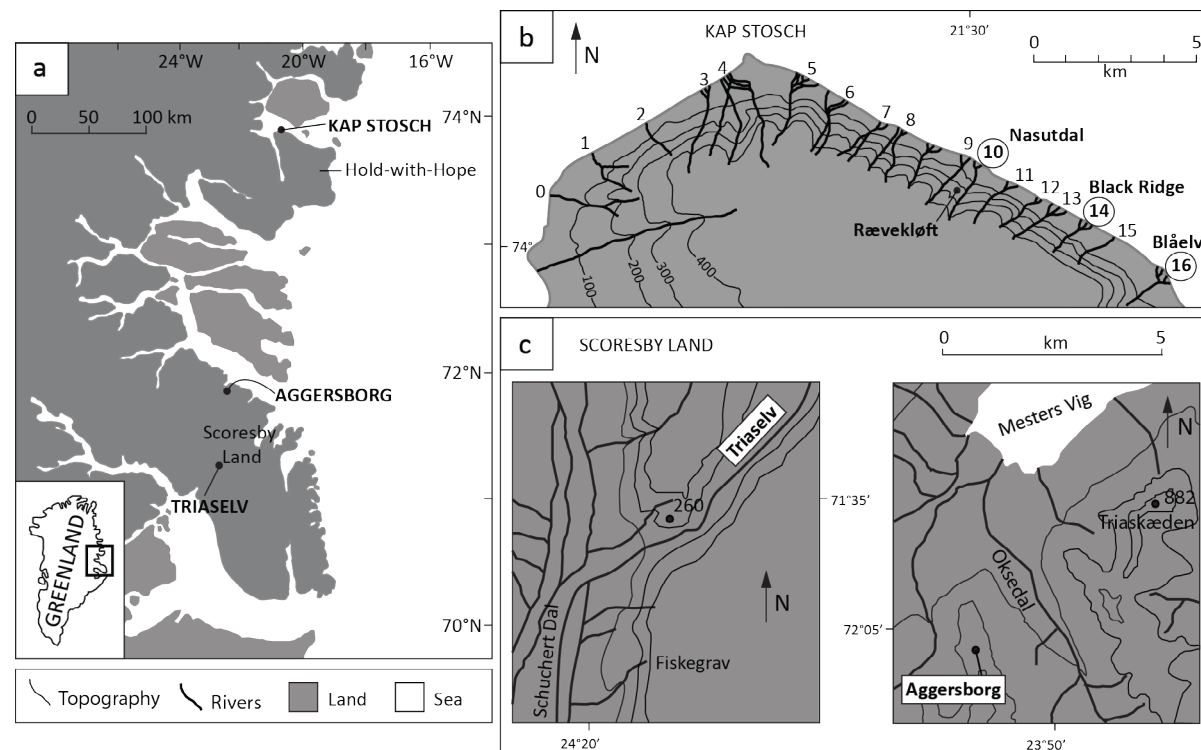 a
24°W
20°W
16°W
0
50
100 km
KAP STOSCH
74°N
Hold-with-Hope
72°N
AGGERSBORG
Scoresby
Land
TRIASELV
70°N
GREENLAND
Topography
Rivers
Land
Sea
b
N
KAP STOSCH
21°30'
0
5
km
0
1
2
3
4
5
6
7
8
9
10
Nasutdal
11
12
13
Black Ridge
14
15
Blåelv
16
Rævekløft
74°
100
200
300
400
c
SCORESBY LAND
0
km
5
Triaselv
260
71°35'
N
Schuchert Dal
Fiskegrav
24°20'
Mesters Vig
N
882
Triaskæden
Oksedal
72°05'
Aggersborg
23°50'